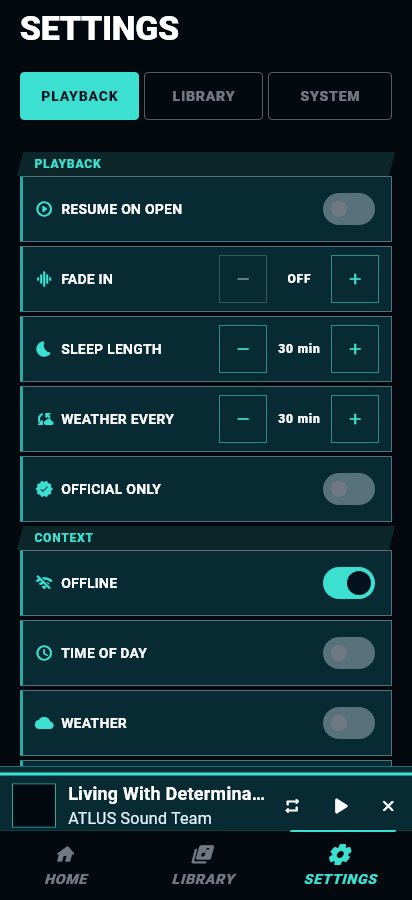 SETTINGS
PLAYBACK LIBRARY SYSTEM
PLAYBACK
RESUME ON OPEN
FADE IN − OFF +
SLEEP LENGTH − 30 min +
WEATHER EVERY − 30 min +
OFFICIAL ONLY
CONTEXT
OFFLINE
TIME OF DAY
WEATHER
Living With Determina...
ATLUS Sound Team
HOME LIBRARY SETTINGS